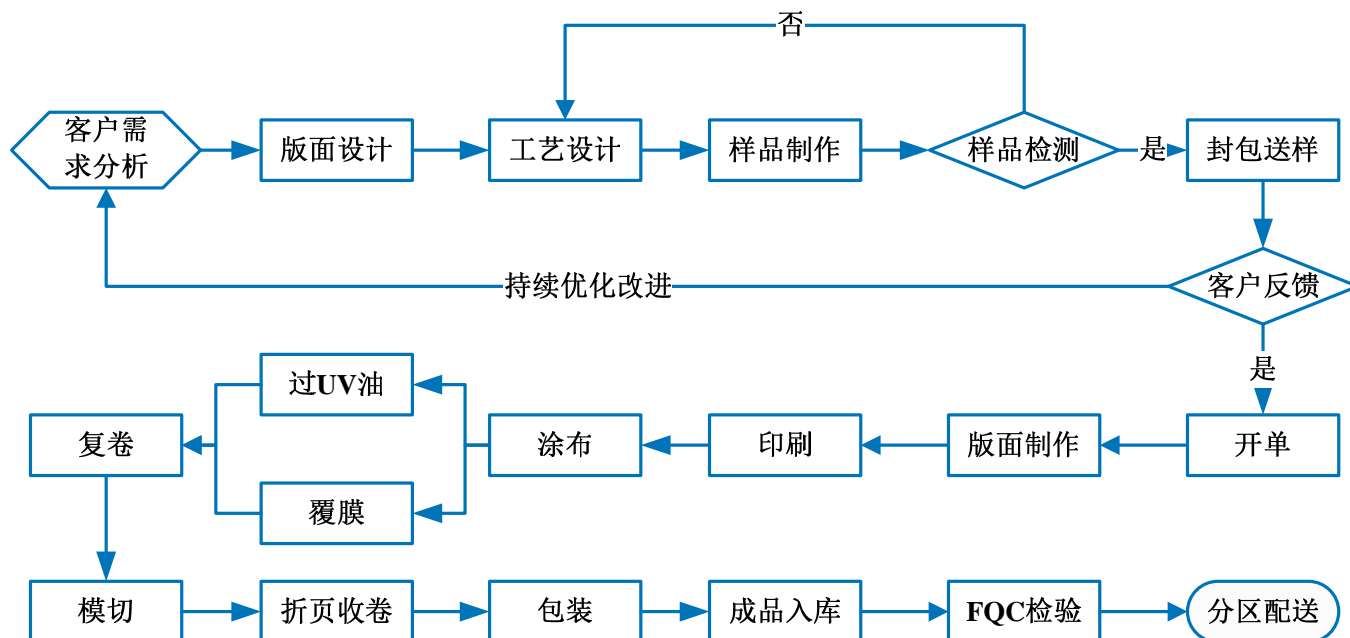 否
客户需
求分析
版面设计
工艺设计
样品制作
样品检测
是
封包送样
持续优化改进
客户反馈
是
过UV油
复卷
涂布
印刷
版面制作
开单
覆膜
模切
折页收卷
包装
成品入库
FQC检验
分区配送